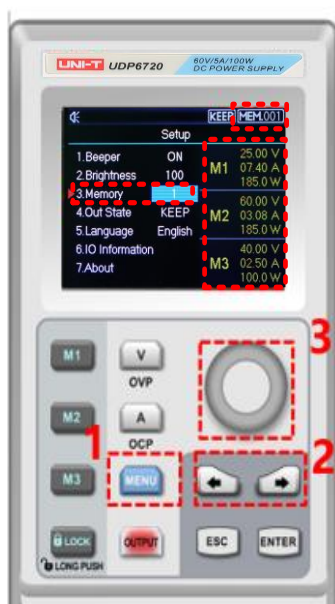 UNI-T UDP6720 60V/5A/100W
DC POWER SUPPLY
KEEP MEM.001
Setup
1.Beeper ON
2.Brightness 100
3.Memory 1
4.Out State KEEP
5.Language English
6.IO Information
7.About
M1 25.00 V
07.40 A
185.0 W
M2 60.00 V
03.08 A
185.0 W
M3 40.00 V
02.50 A
100.0 W
M1 V
OVP
M2 A
OCP
M3 MENU
LOCK OUTPUT ESC ENTER
LONG PUSH
1
2
3